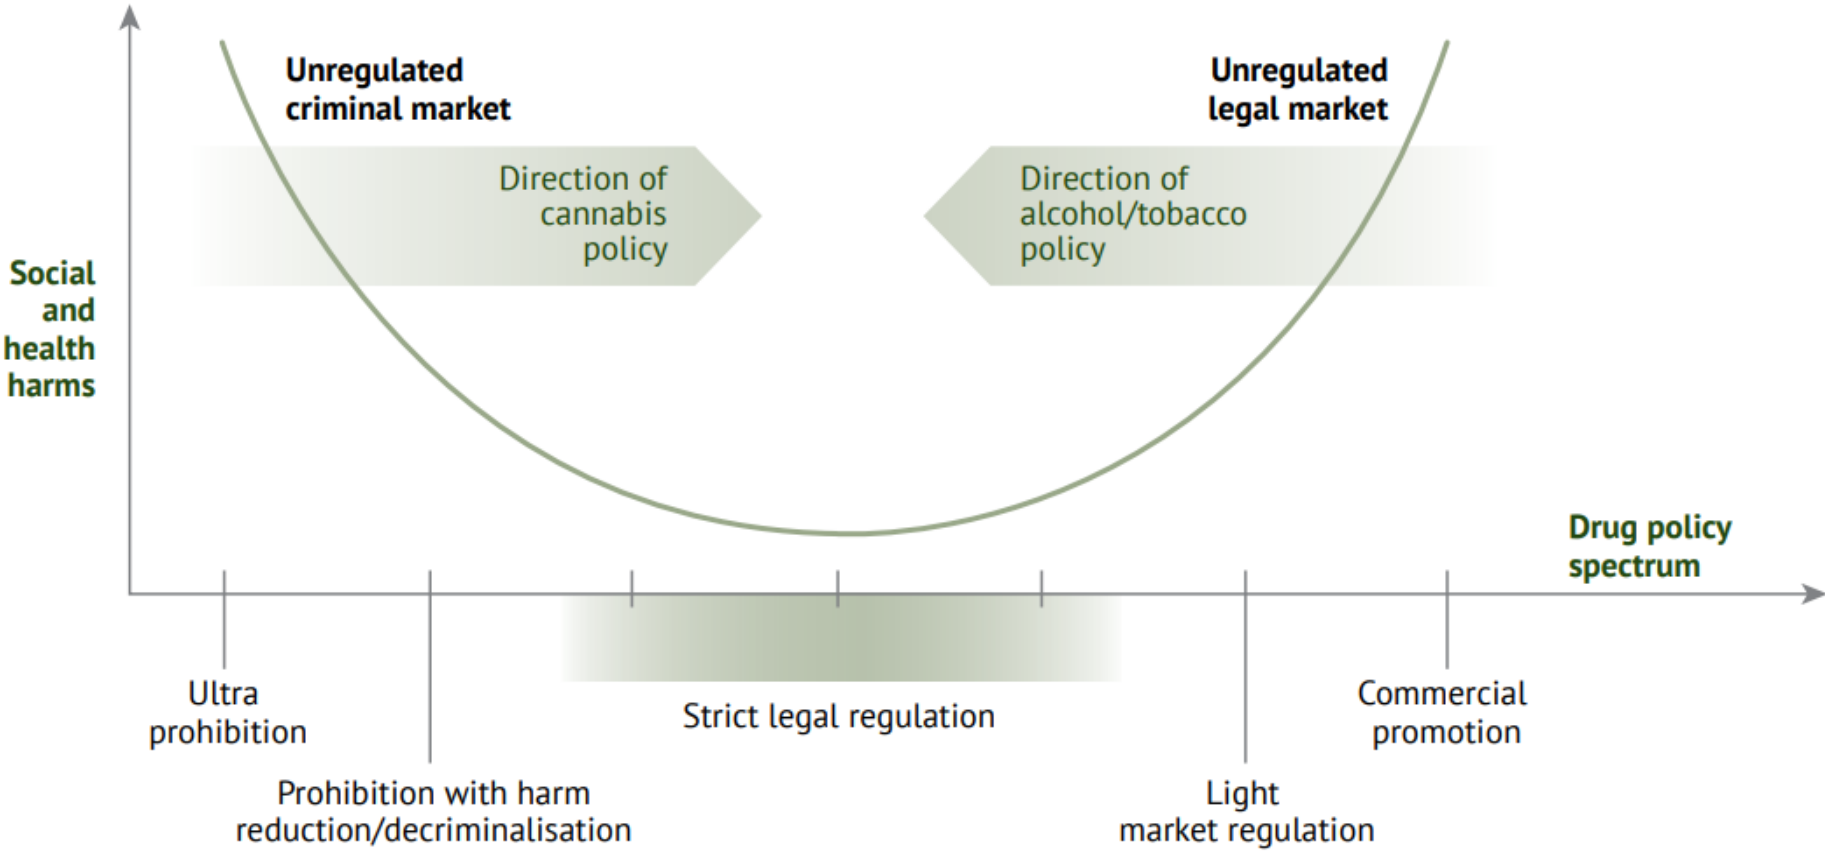 Unregulated
criminal market
Unregulated
legal market
Direction of
cannabis
policy
Direction of
alcohol/tobacco
policy
Social
and
health
harms
Drug policy
spectrum
Ultra
prohibition
Strict legal regulation
Commercial
promotion
Prohibition with harm
reduction/decriminalisation
Light
market regulation